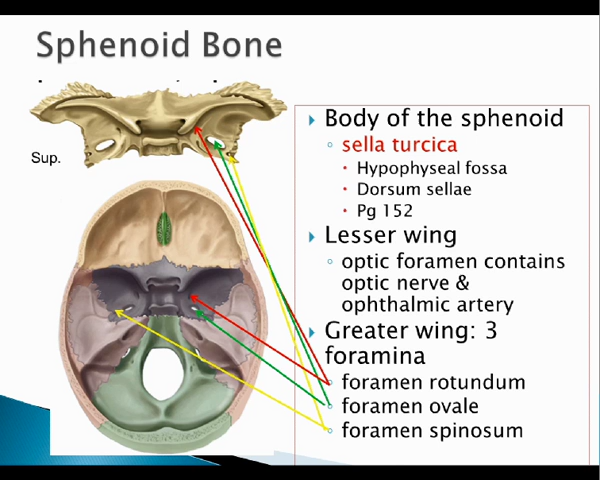 Sphenoid Bone
Sup.
Body of the sphenoid
sella turcica
Hypophyseal fossa
Dorsum sellae
Pg 152
Lesser wing
optic foramen contains
optic nerve &
ophthalmic artery
Greater wing: 3
foramina
foramen rotundum
foramen ovale
foramen spinosum